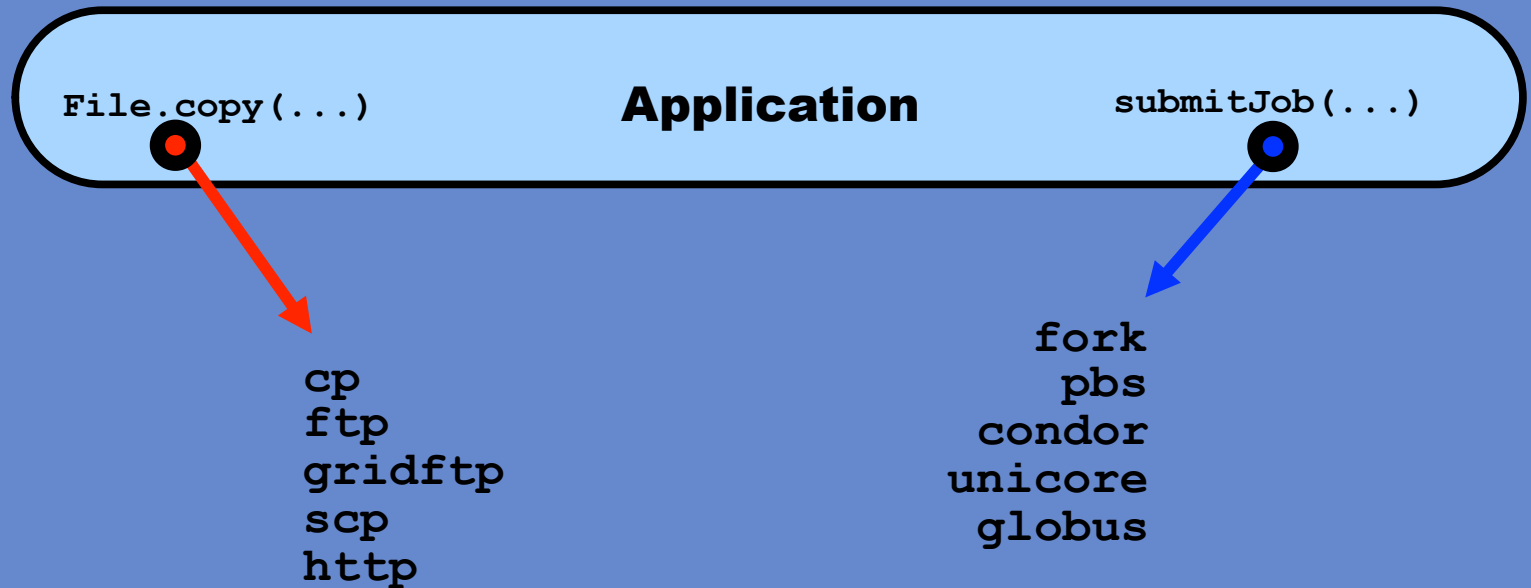 File.copy(...)
Application
submitJob(...)
cp
ftp
gridftp
scp
http
fork
pbs
condor
unicore
globus